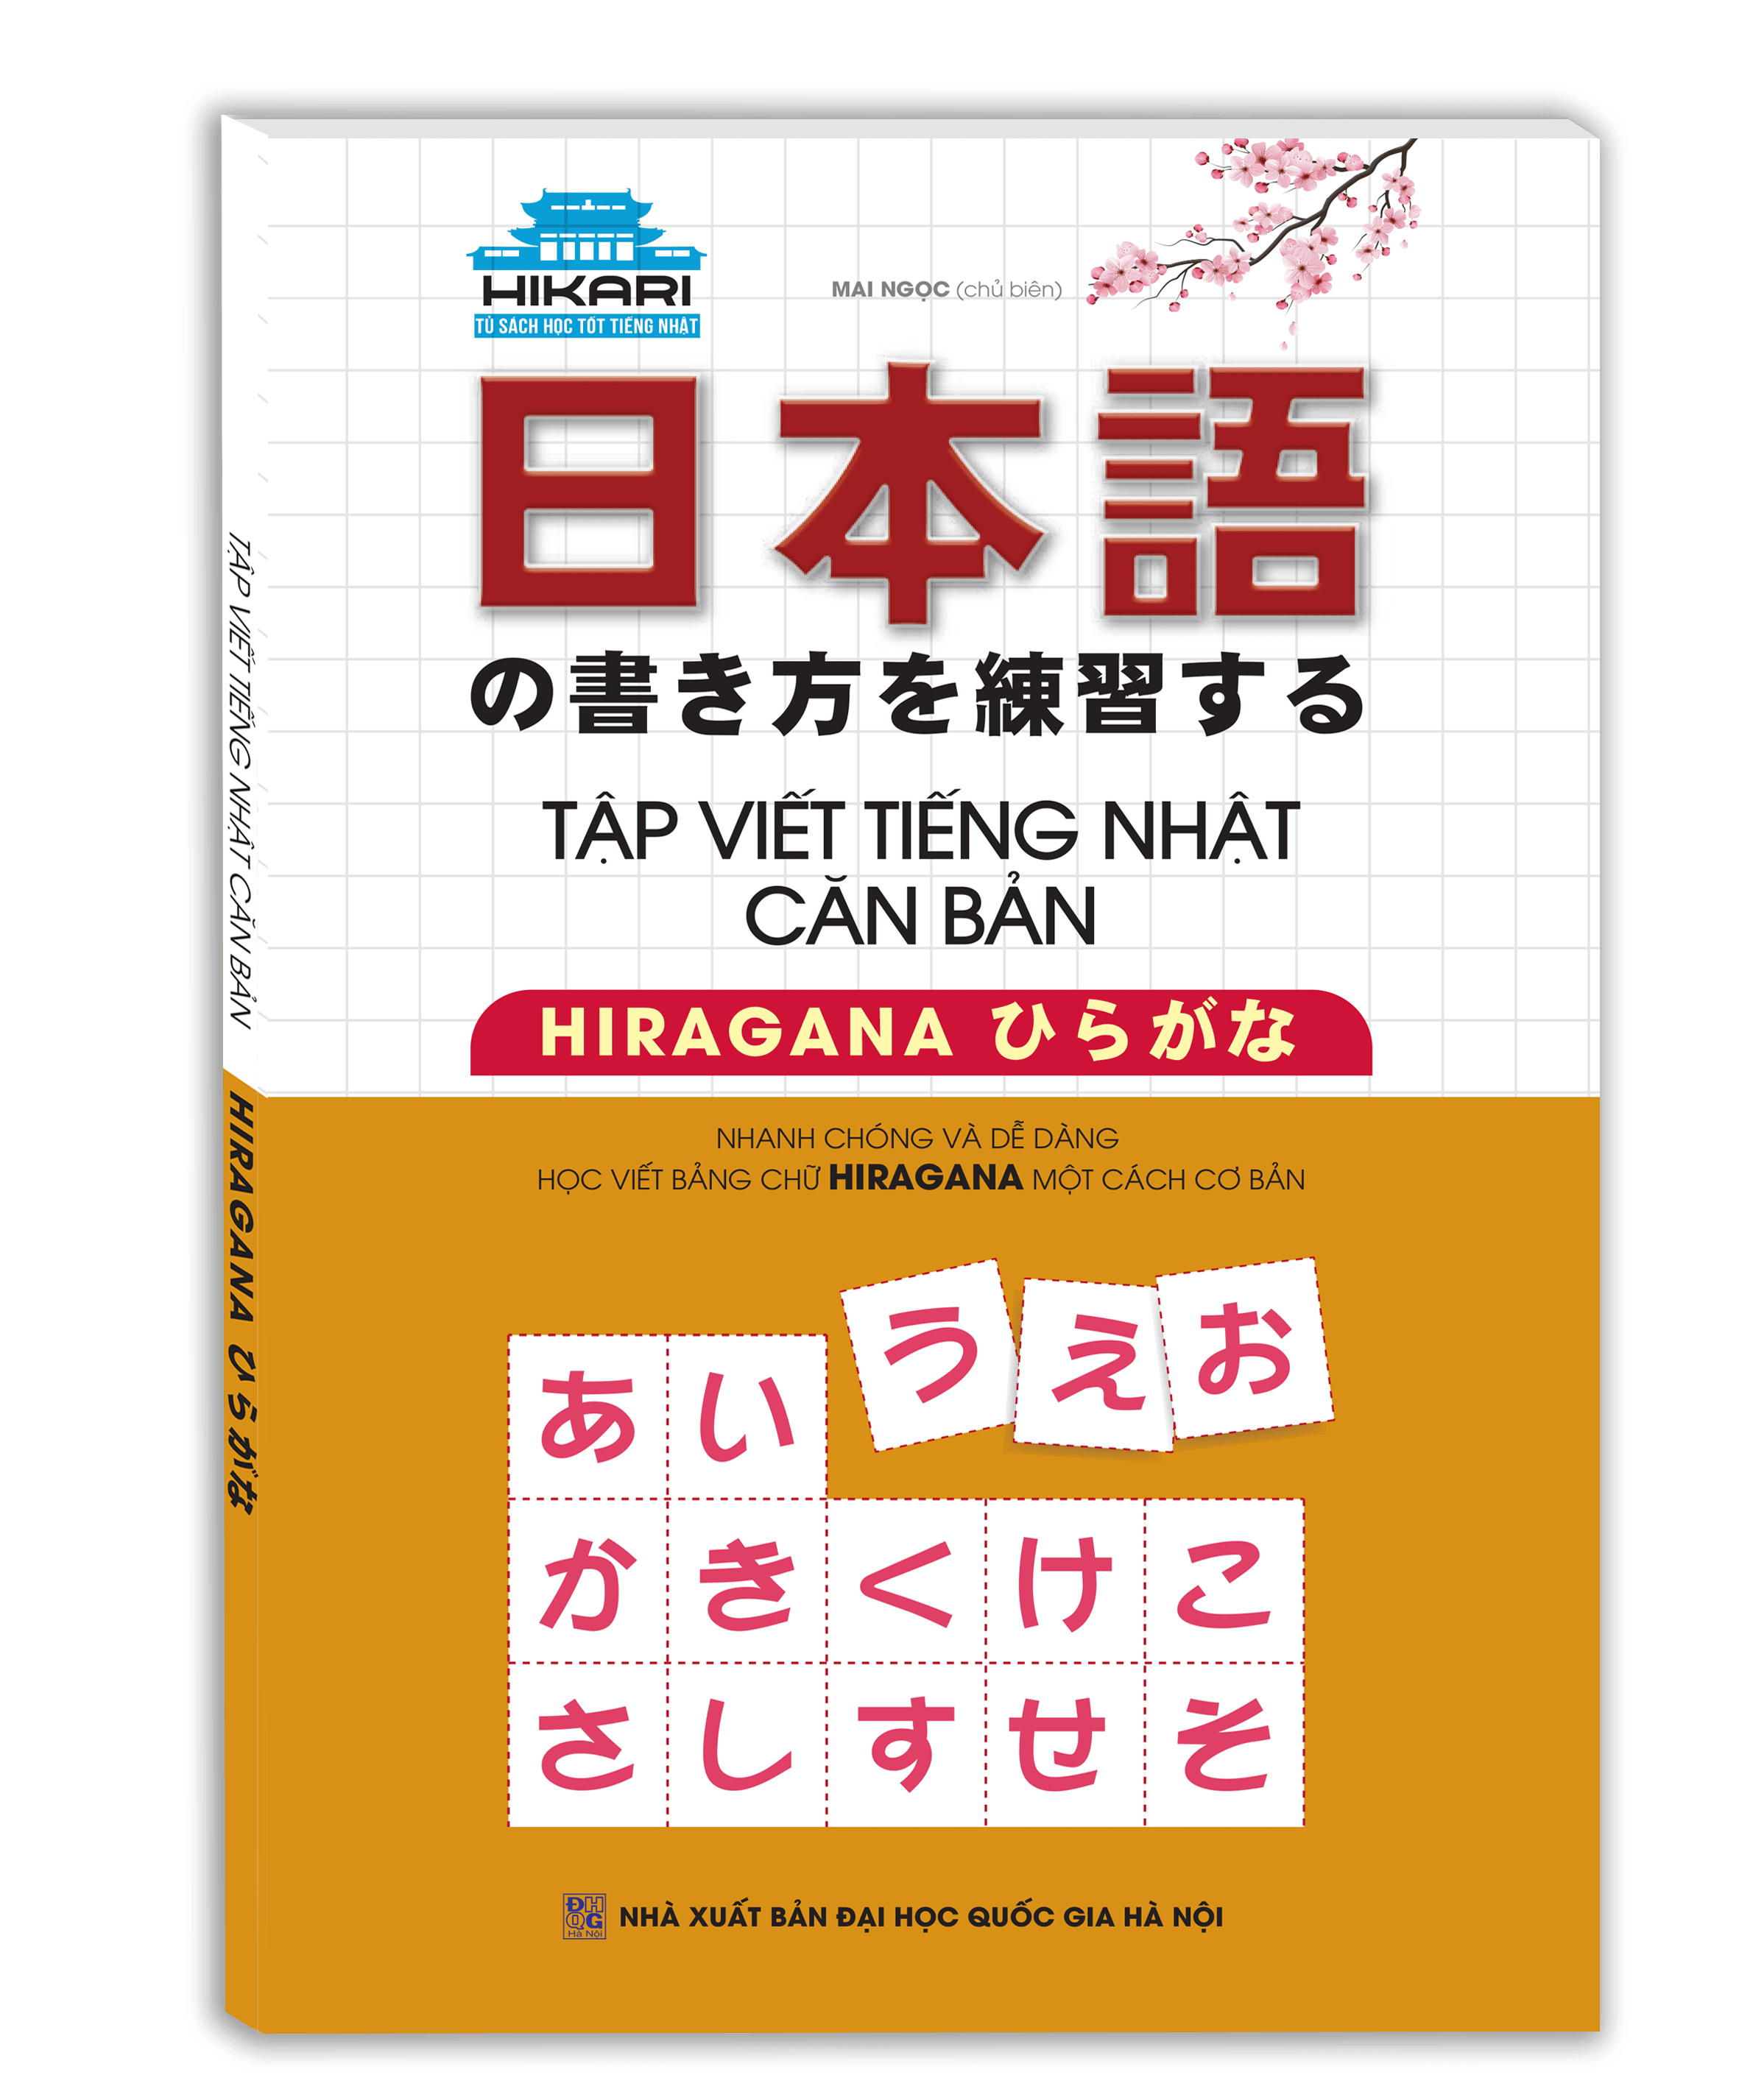 HIKARI
TỦ SÁCH HỌC TỐT TIẾNG NHẬT
MAI NGỌC (chủ biên)
日本語
の書き方を練習する
TẬP VIẾT TIẾNG NHẬT
CĂN BẢN
HIRAGANA ひらがな
NHANH CHÓNG VÀ DỄ DÀNG
HỌC VIẾT BẢNG CHỮ HIRAGANA MỘT CÁCH CƠ BẢN
あ い う え お
か き く け こ
さ し す せ そ
ĐHQG Hà Nội
NHÀ XUẤT BẢN ĐẠI HỌC QUỐC GIA HÀ NỘI
TẬP VIẾT TIẾNG NHẬT CĂN BẢN HIRAGANA ひらがな